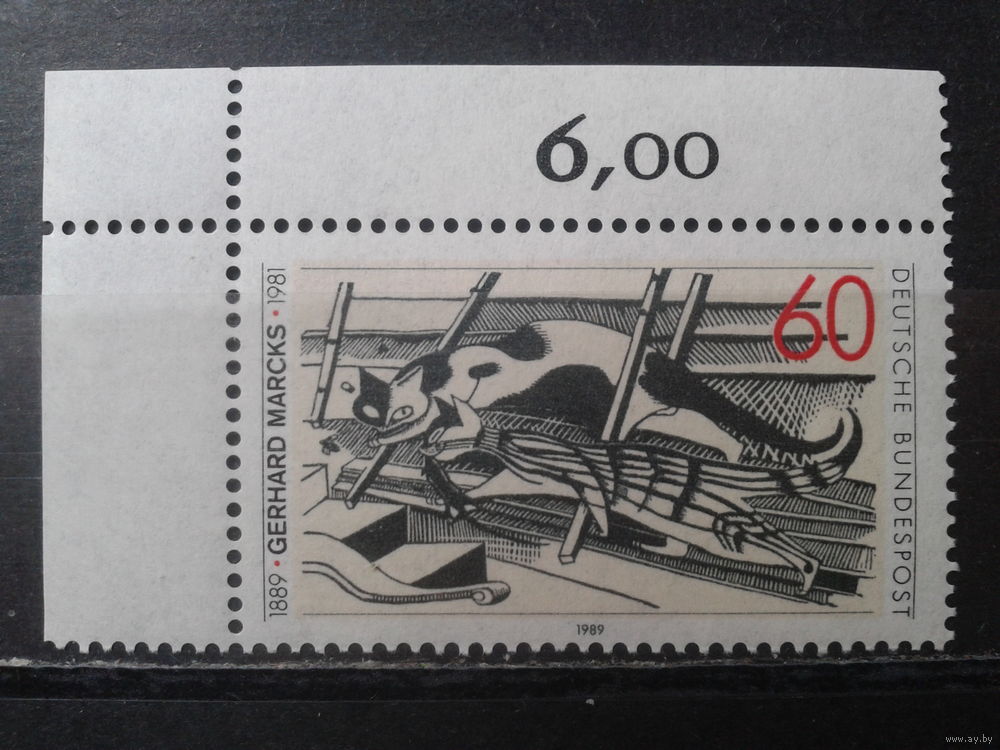 6,00
1889 • GERHARD MARCKS • 1981
60
DEUTSCHE BUNDESPOST
1989
www.ay.by